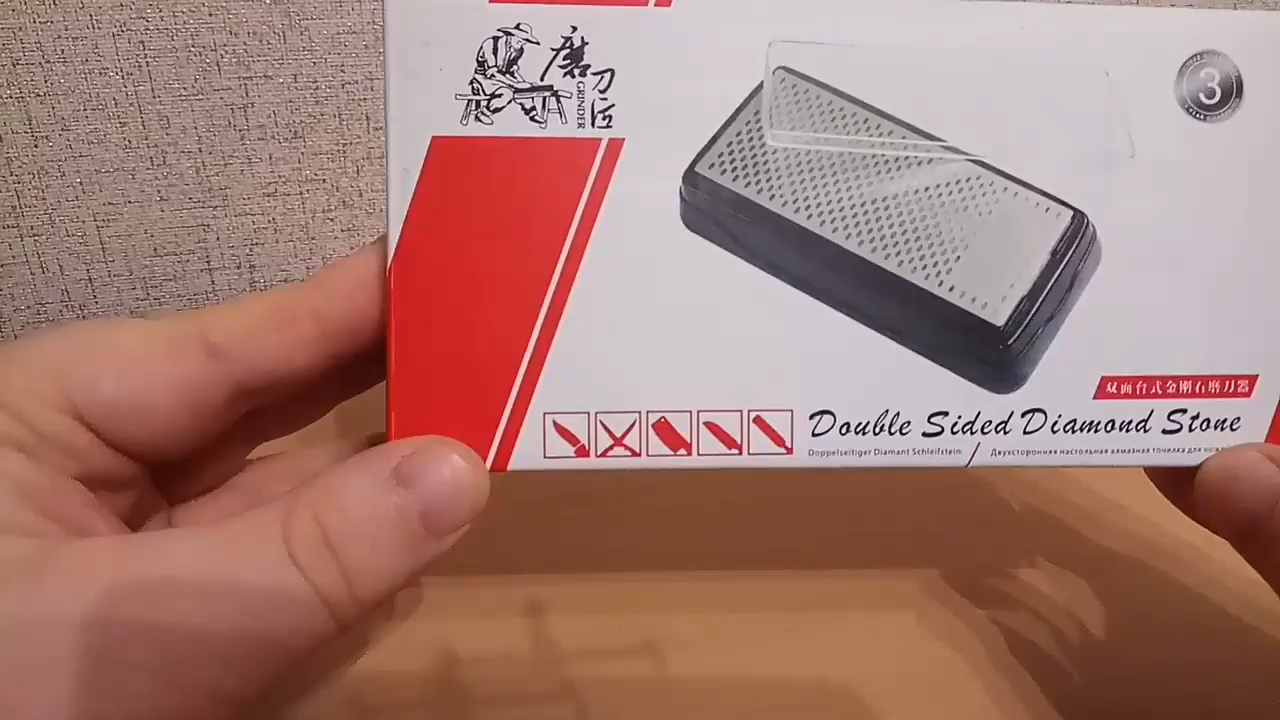 磨刀匠
GRINDER
3
双面台式金刚石磨刀器
Double Sided Diamond Stone
Doppelseitiger Diamant Schleifstein
Двухсторонняя настольная алмазная точилка для